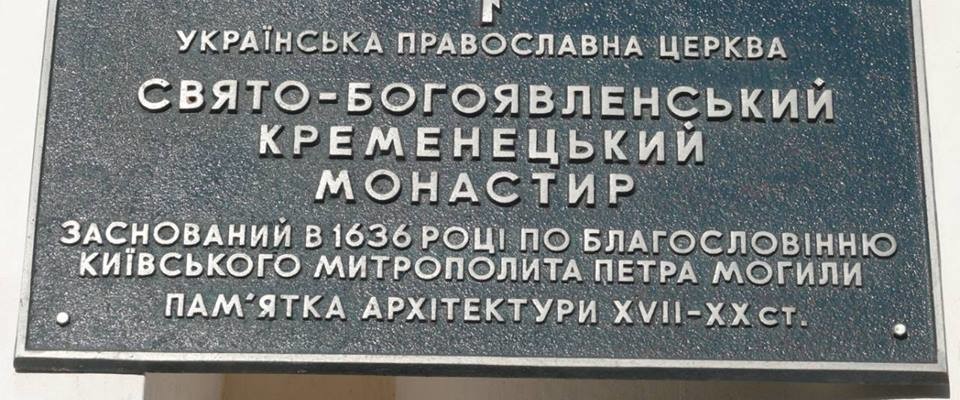 УКРАЇНСЬКА ПРАВОСЛАВНА ЦЕРКВА
СВЯТО-БОГОЯВЛЕНСЬКИЙ
КРЕМЕНЕЦЬКИЙ
МОНАСТИР
ЗАСНОВАНИЙ В 1636 РОЦІ ПО БЛАГОСЛОВІННЮ
КИЇВСЬКОГО МИТРОПОЛИТА ПЕТРА МОГИЛИ
ПАМ'ЯТКА АРХІТЕКТУРИ XVII-XX СТ.